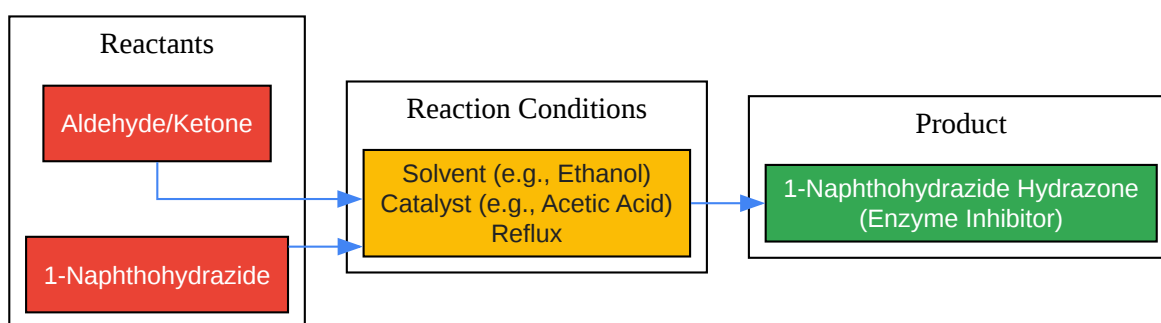 Reactants
Aldehyde/Ketone
1-Naphthohydrazide
Reaction Conditions
Solvent (e.g., Ethanol)
Catalyst (e.g., Acetic Acid)
Reflux
Product
1-Naphthohydrazide Hydrazone
(Enzyme Inhibitor)